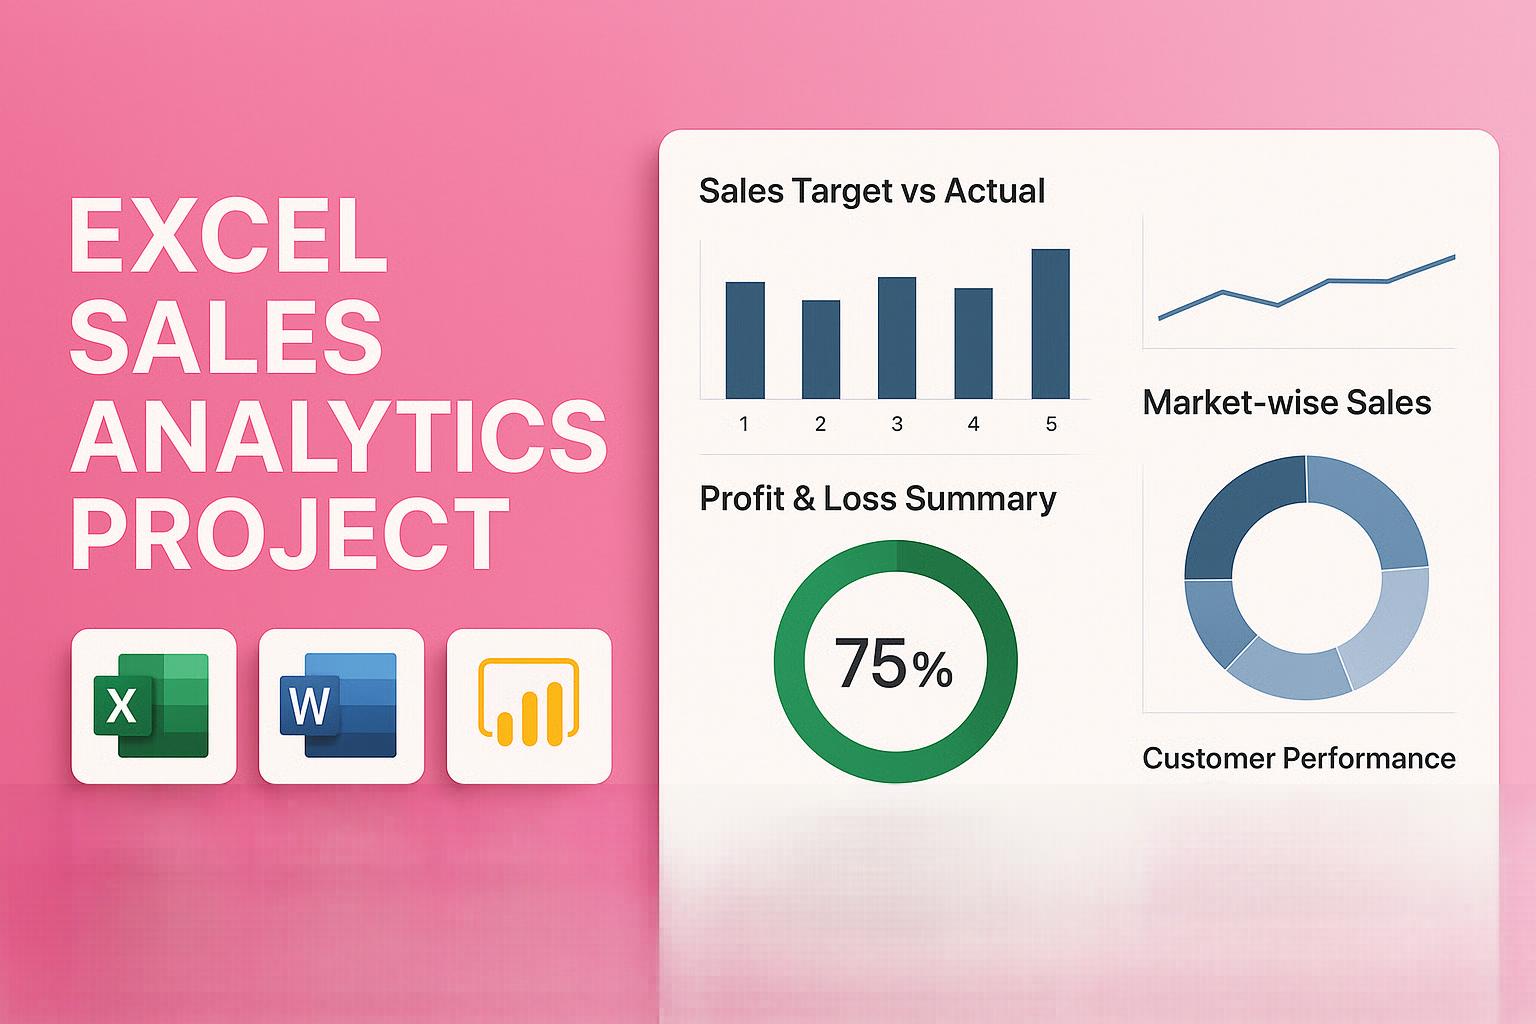 EXCEL
SALES
ANALYTICS
PROJECT
X
W
Sales Target vs Actual
1 2 3 4 5
Profit & Loss Summary
75%
Market-wise Sales
Customer Performance